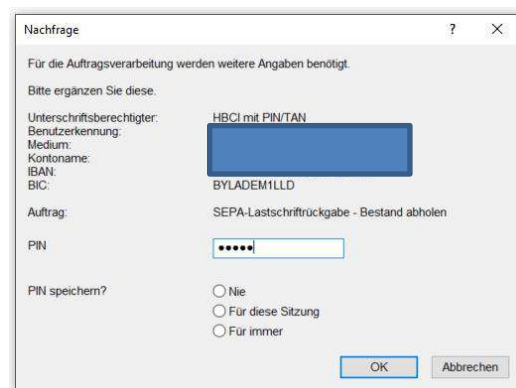 Nachfrage ? ×
Für die Auftragsverarbeitung werden weitere Angaben benötigt.
Bitte ergänzen Sie diese.
Unterschriftsberechtigter: HBCI mit PIN/TAN
Benutzerkennung:
Medium:
Kontoname:
IBAN:
BIC: BYLADEM1LLD
Auftrag: SEPA-Lastschriftrückgabe - Bestand abholen
PIN •••••
PIN speichern? Nie
Für diese Sitzung
Für immer
OK Abbrechen